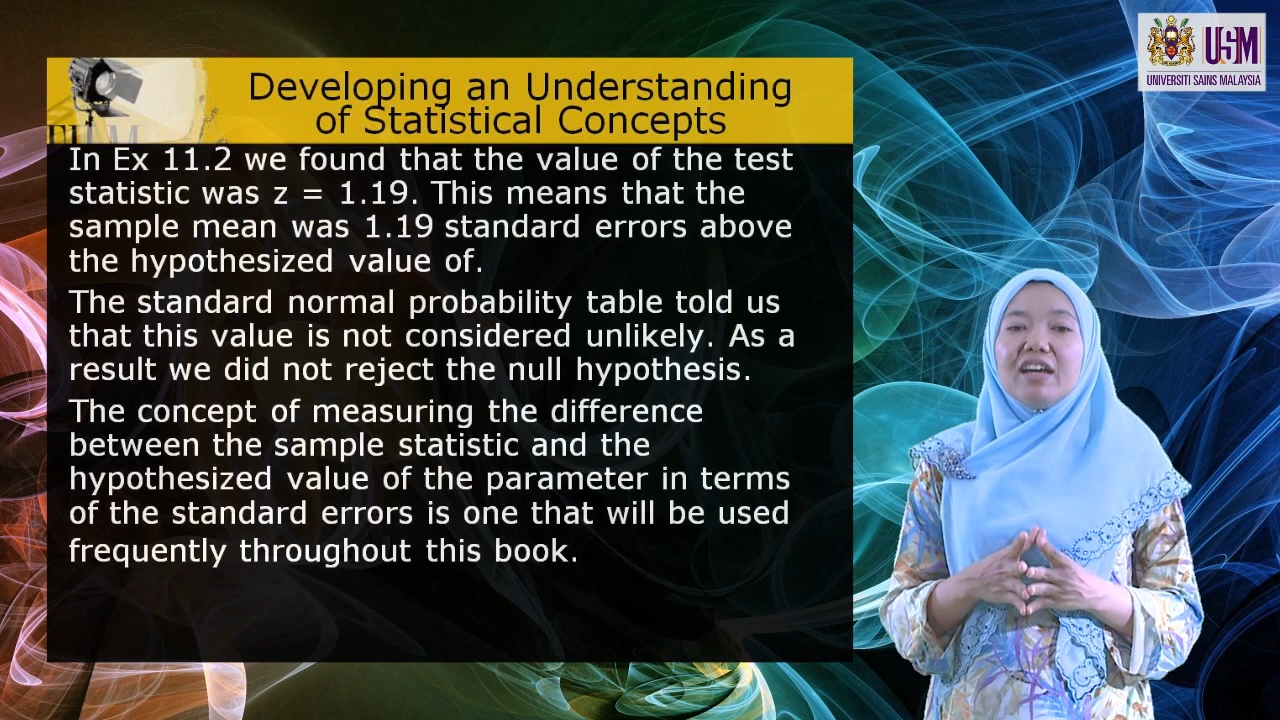 Developing an Understanding
of Statistical Concepts
In Ex 11.2 we found that the value of the test
statistic was z = 1.19. This means that the
sample mean was 1.19 standard errors above
the hypothesized value of.
The standard normal probability table told us
that this value is not considered unlikely. As a
result we did not reject the null hypothesis.
The concept of measuring the difference
between the sample statistic and the
hypothesized value of the parameter in terms
of the standard errors is one that will be used
frequently throughout this book.
FILM
USM
UNIVERSITI SAINS MALAYSIA